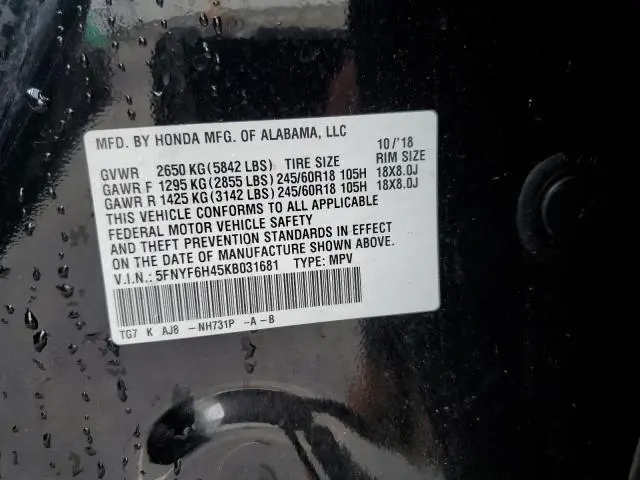 MFD. BY HONDA MFG. OF ALABAMA, LLC 10/'18
GVWR 2650 KG(5842 LBS) TIRE SIZE RIM SIZE
GAWR F 1295 KG(2855 LBS) 245/60R18 105H 18X8.0J
GAWR R 1425 KG(3142 LBS) 245/60R18 105H 18X8.0J
THIS VEHICLE CONFORMS TO ALL APPLICABLE
FEDERAL MOTOR VEHICLE SAFETY
AND THEFT PREVENTION STANDARDS IN EFFECT
ON THE DATE OF MANUFACTURE SHOWN ABOVE.
V.I.N.: 5FNYF6H45KB031681 TYPE: MPV
TG7 K AJ8 -NH731P -A-B